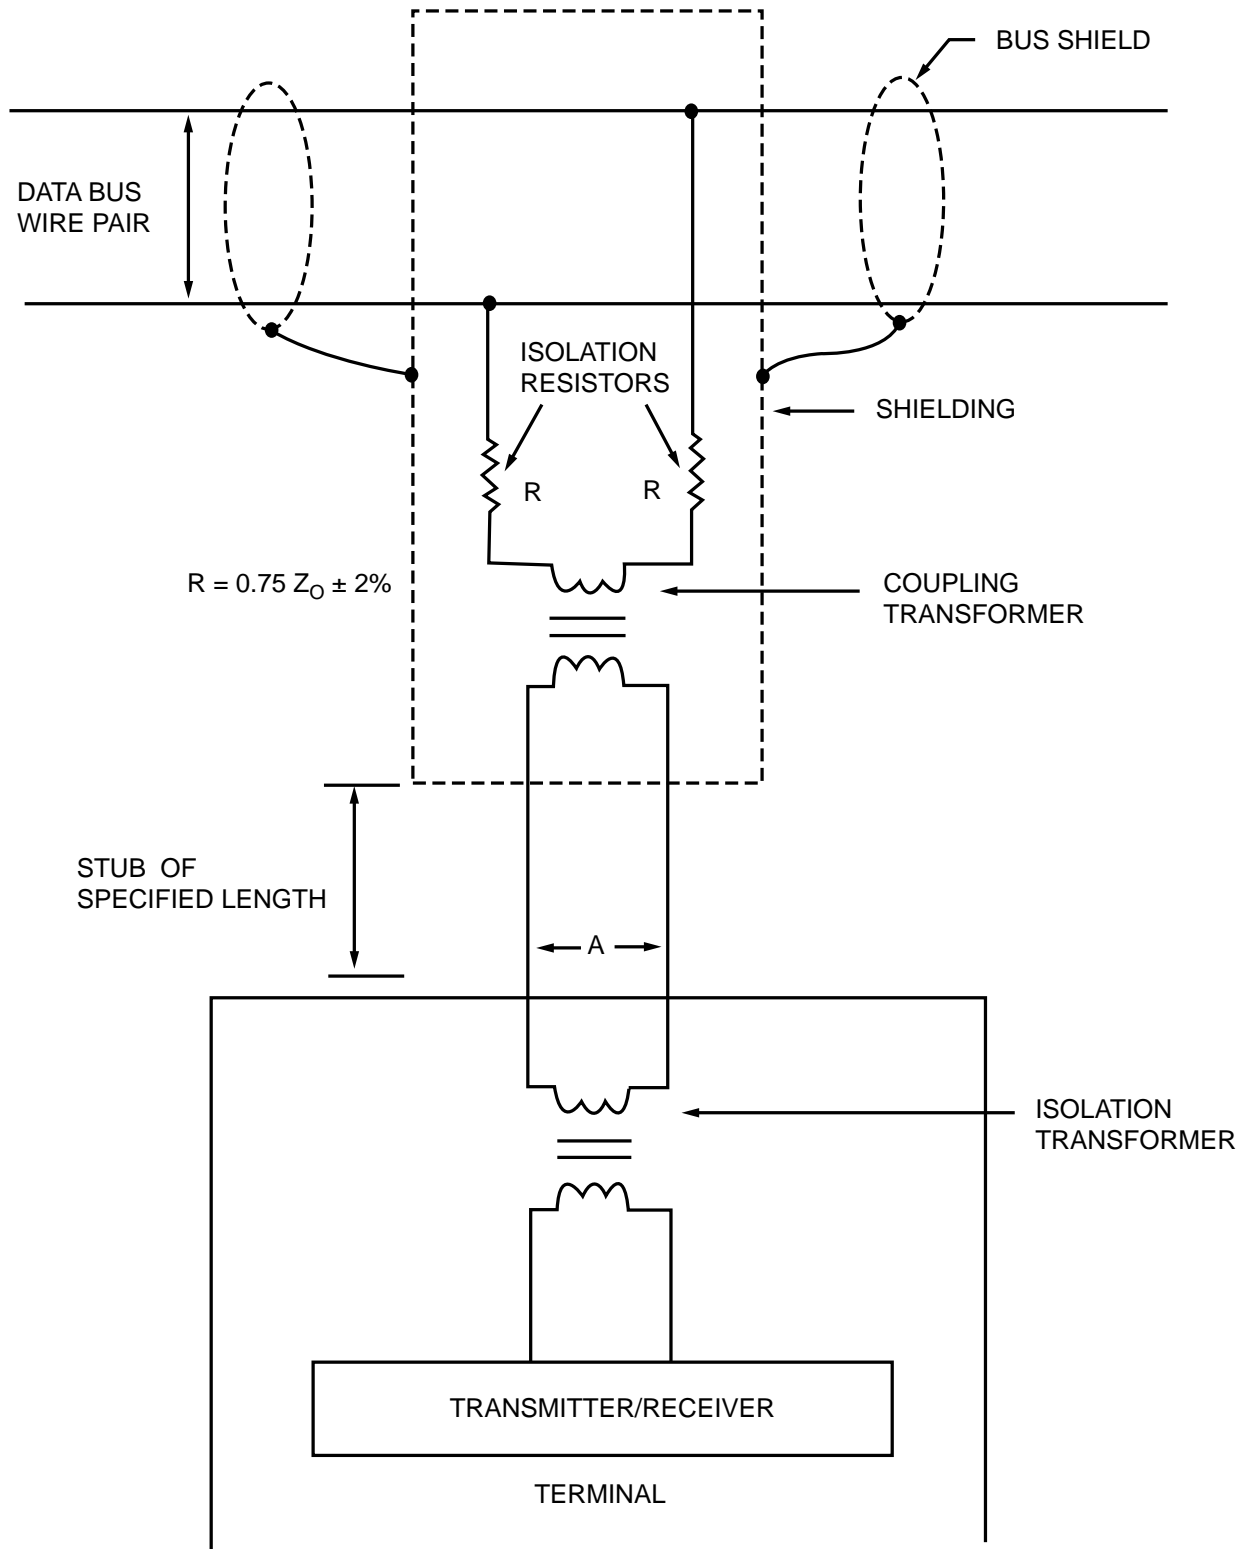 BUS SHIELD
DATA BUS
WIRE PAIR
ISOLATION
RESISTORS
SHIELDING
R
R
R = 0.75 Z_O ± 2%
COUPLING
TRANSFORMER
STUB OF
SPECIFIED LENGTH
A
ISOLATION
TRANSFORMER
TRANSMITTER/RECEIVER
TERMINAL